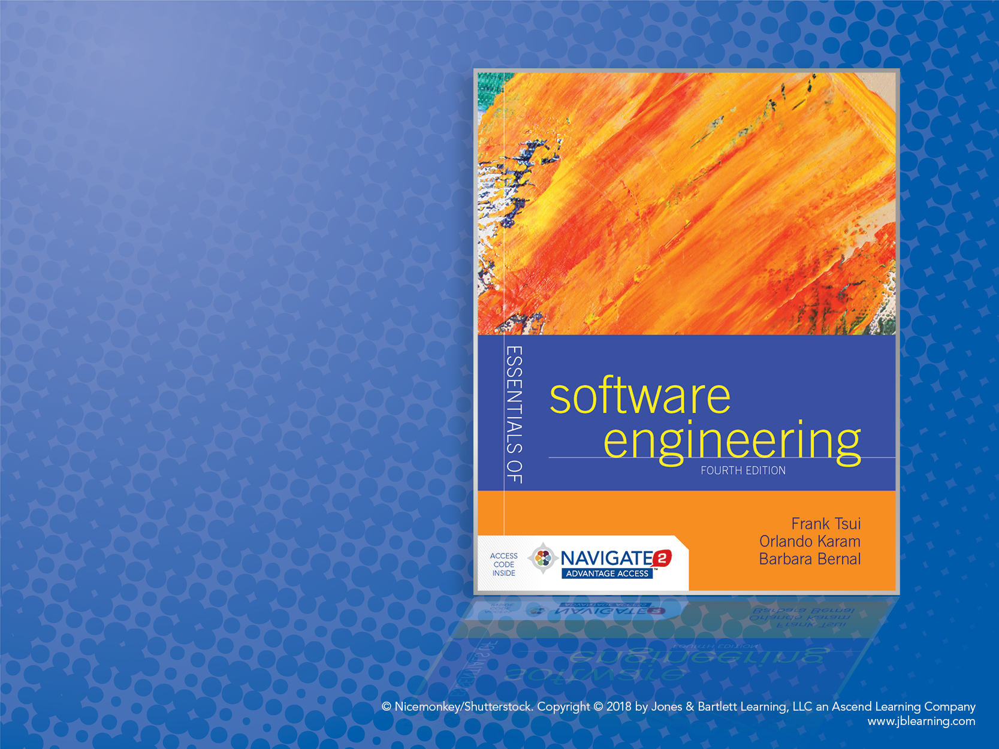 ESSENTIALS OF
software
engineering
FOURTH EDITION
Frank Tsui
Orlando Karam
Barbara Bernal
ACCESS
CODE
INSIDE
NAVIGATE 2
ADVANTAGE ACCESS™
© Nicemonkey/Shutterstock. Copyright © 2018 by Jones & Bartlett Learning, LLC an Ascend Learning Company
www.jblearning.com